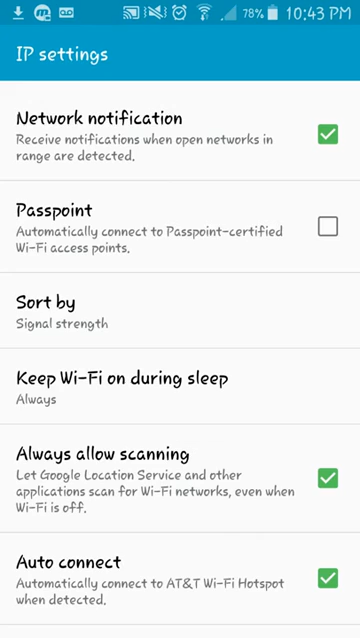 78% 10:43 PM
IP settings
Network notification
Receive notifications when open networks in
range are detected.
Passpoint
Automatically connect to Passpoint-certified
Wi-Fi access points.
Sort by
Signal strength
Keep Wi-Fi on during sleep
Always
Always allow scanning
Let Google Location Service and other
applications scan for Wi-Fi networks, even when
Wi-Fi is off.
Auto connect
Automatically connect to AT&T Wi-Fi Hotspot
when detected.